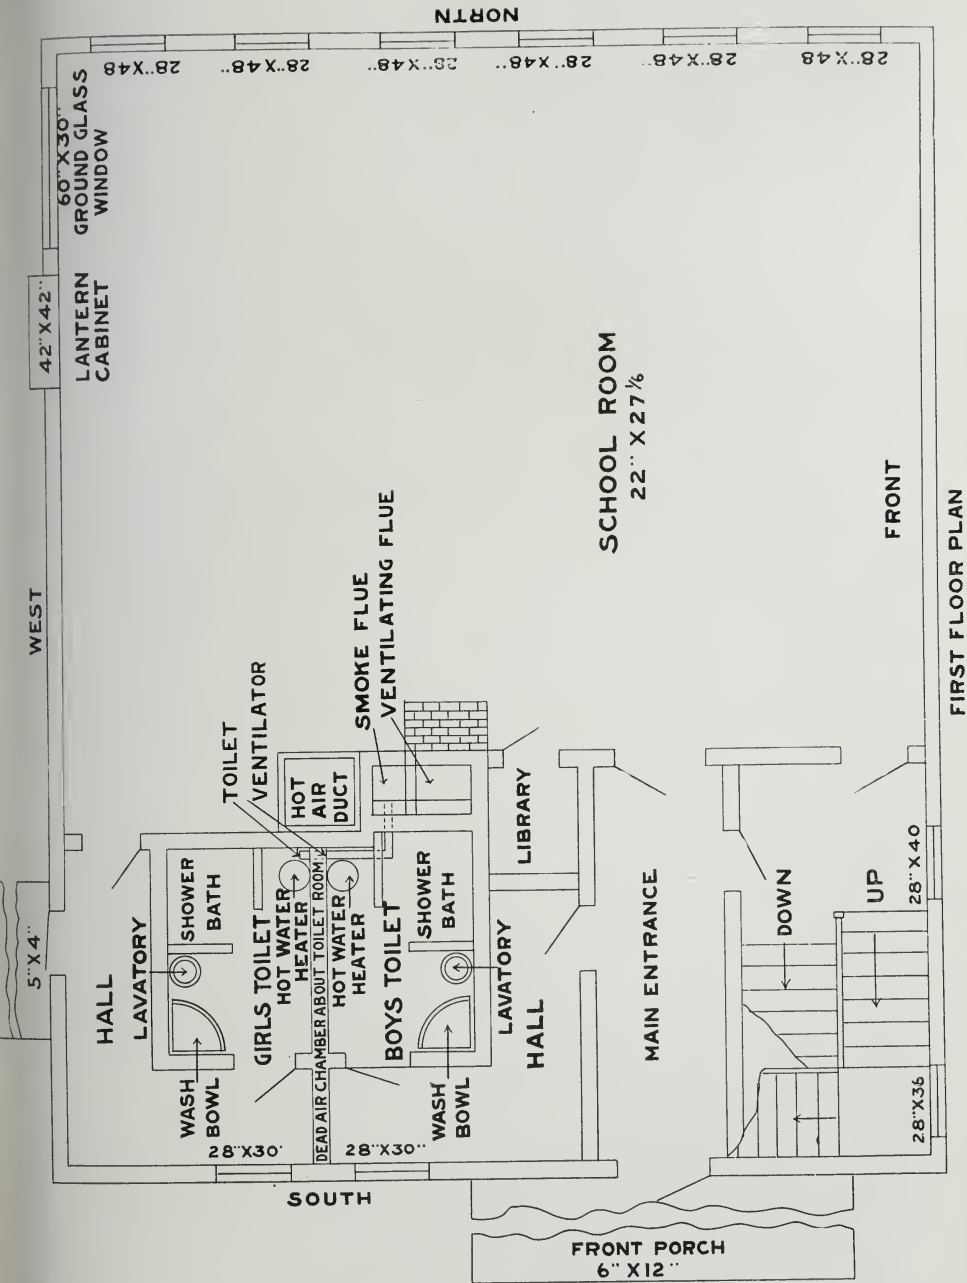 NORTH
28"X48
28"X48"
28"X48"
28"X48"
28"X48"
28"X48"
60"X30"
GROUND GLASS
WINDOW
42"X42"
LANTERN
CABINET
WEST
SCHOOL ROOM
22" X 27 1/6
FRONT
FIRST FLOOR PLAN
SMOKE FLUE
VENTILATING FLUE
TOILET
VENTILATOR
HOT
AIR
DUCT
LIBRARY
5"X4"
HALL
LAVATORY
SHOWER
BATH
GIRLS TOILET
HOT WATER
HEATER
DEAD AIR CHAMBER ABOUT TOILET ROOM
HOT WATER
HEATER
BOYS TOILET
SHOWER
BATH
LAVATORY
HALL
MAIN ENTRANCE
DOWN
UP
28"X40
28"X36
WASH
BOWL
28"X30"
28"X30"
WASH
BOWL
SOUTH
FRONT PORCH
6" X12"